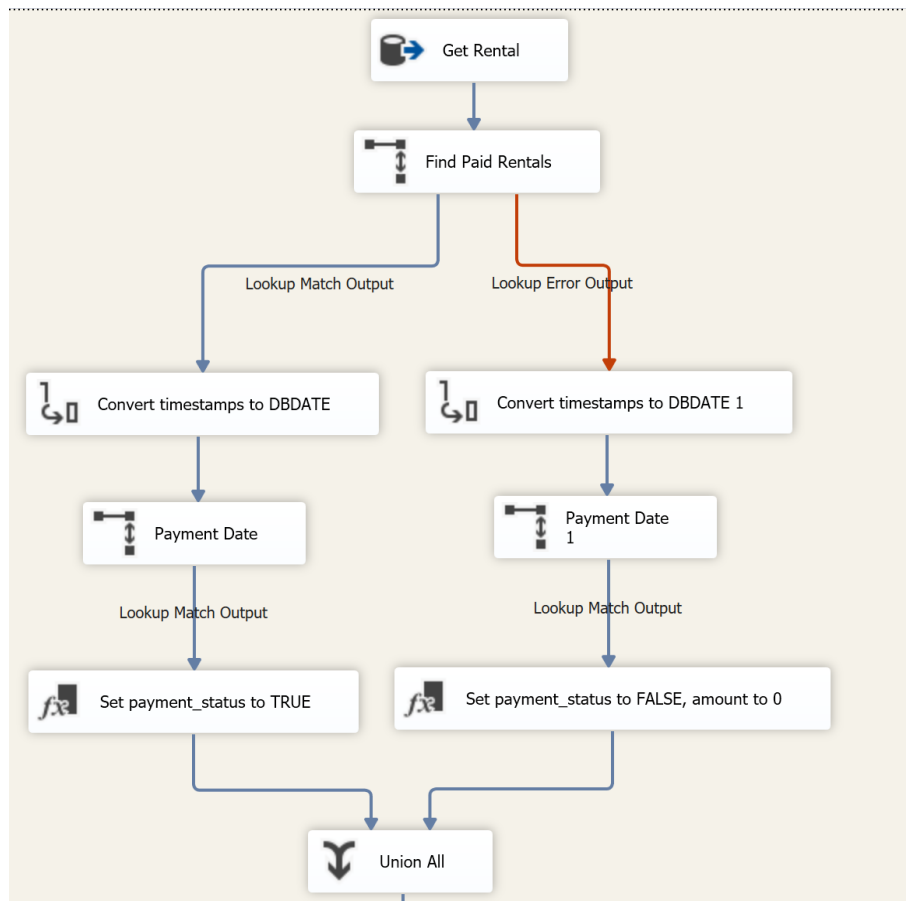 Get Rental
Find Paid Rentals
Lookup Match Output
Lookup Error Output
Convert timestamps to DBDATE
Convert timestamps to DBDATE 1
Payment Date
Payment Date
1
Lookup Match Output
Lookup Match Output
Set payment_status to TRUE
Set payment_status to FALSE, amount to 0
Union All